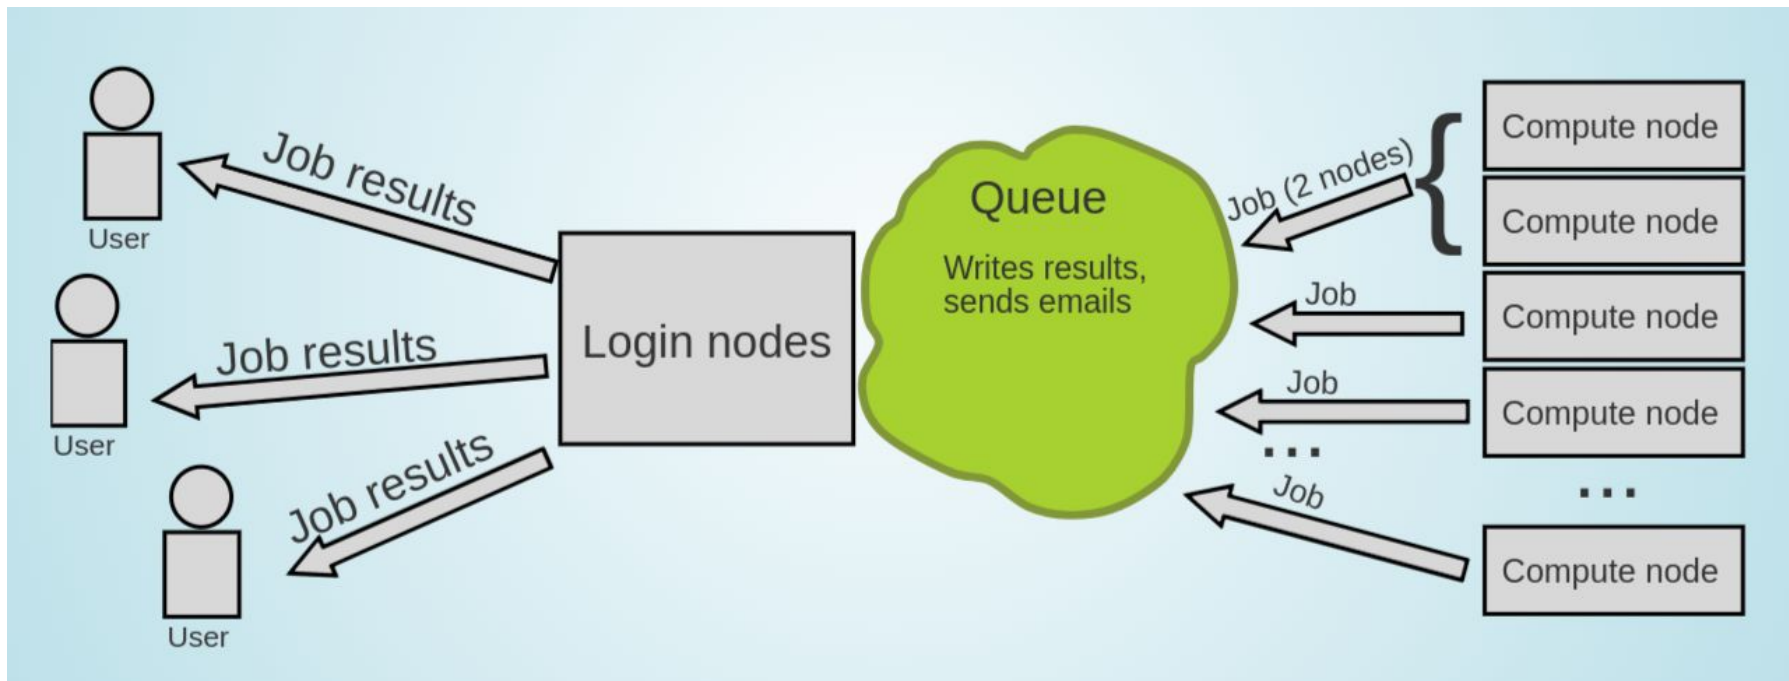 Job results
User
Job results
User
Job results
User
Login nodes
Queue
Writes results,
sends emails
Job (2 nodes)
{
Job
Job
...
Job
Compute node
Compute node
Compute node
Compute node
...
Compute node